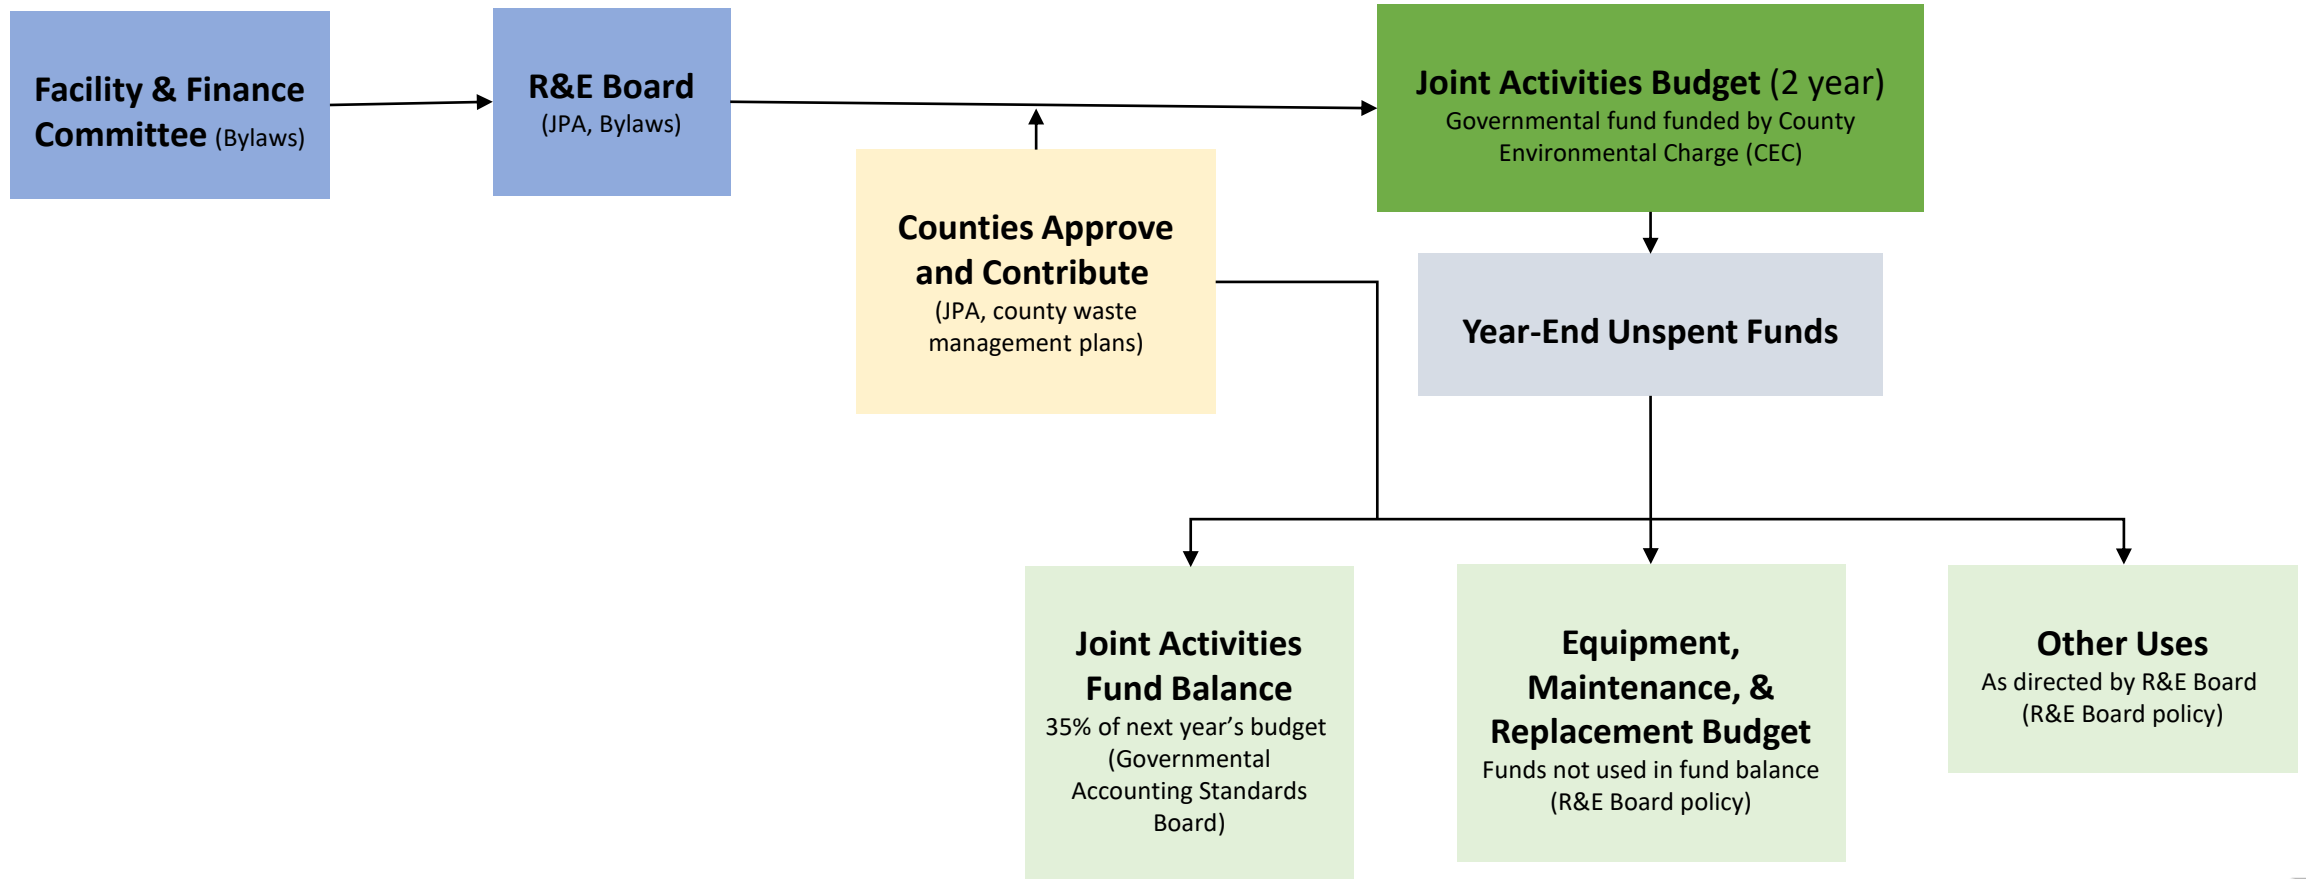 Facility & Finance
Committee (Bylaws)
R&E Board
(JPA, Bylaws)
Joint Activities Budget (2 year)
Governmental fund funded by County
Environmental Charge (CEC)
Counties Approve
and Contribute
(JPA, county waste
management plans)
Year-End Unspent Funds
Joint Activities
Fund Balance
35% of next year’s budget
(Governmental
Accounting Standards
Board)
Equipment,
Maintenance, &
Replacement Budget
Funds not used in fund balance
(R&E Board policy)
Other Uses
As directed by R&E Board
(R&E Board policy)